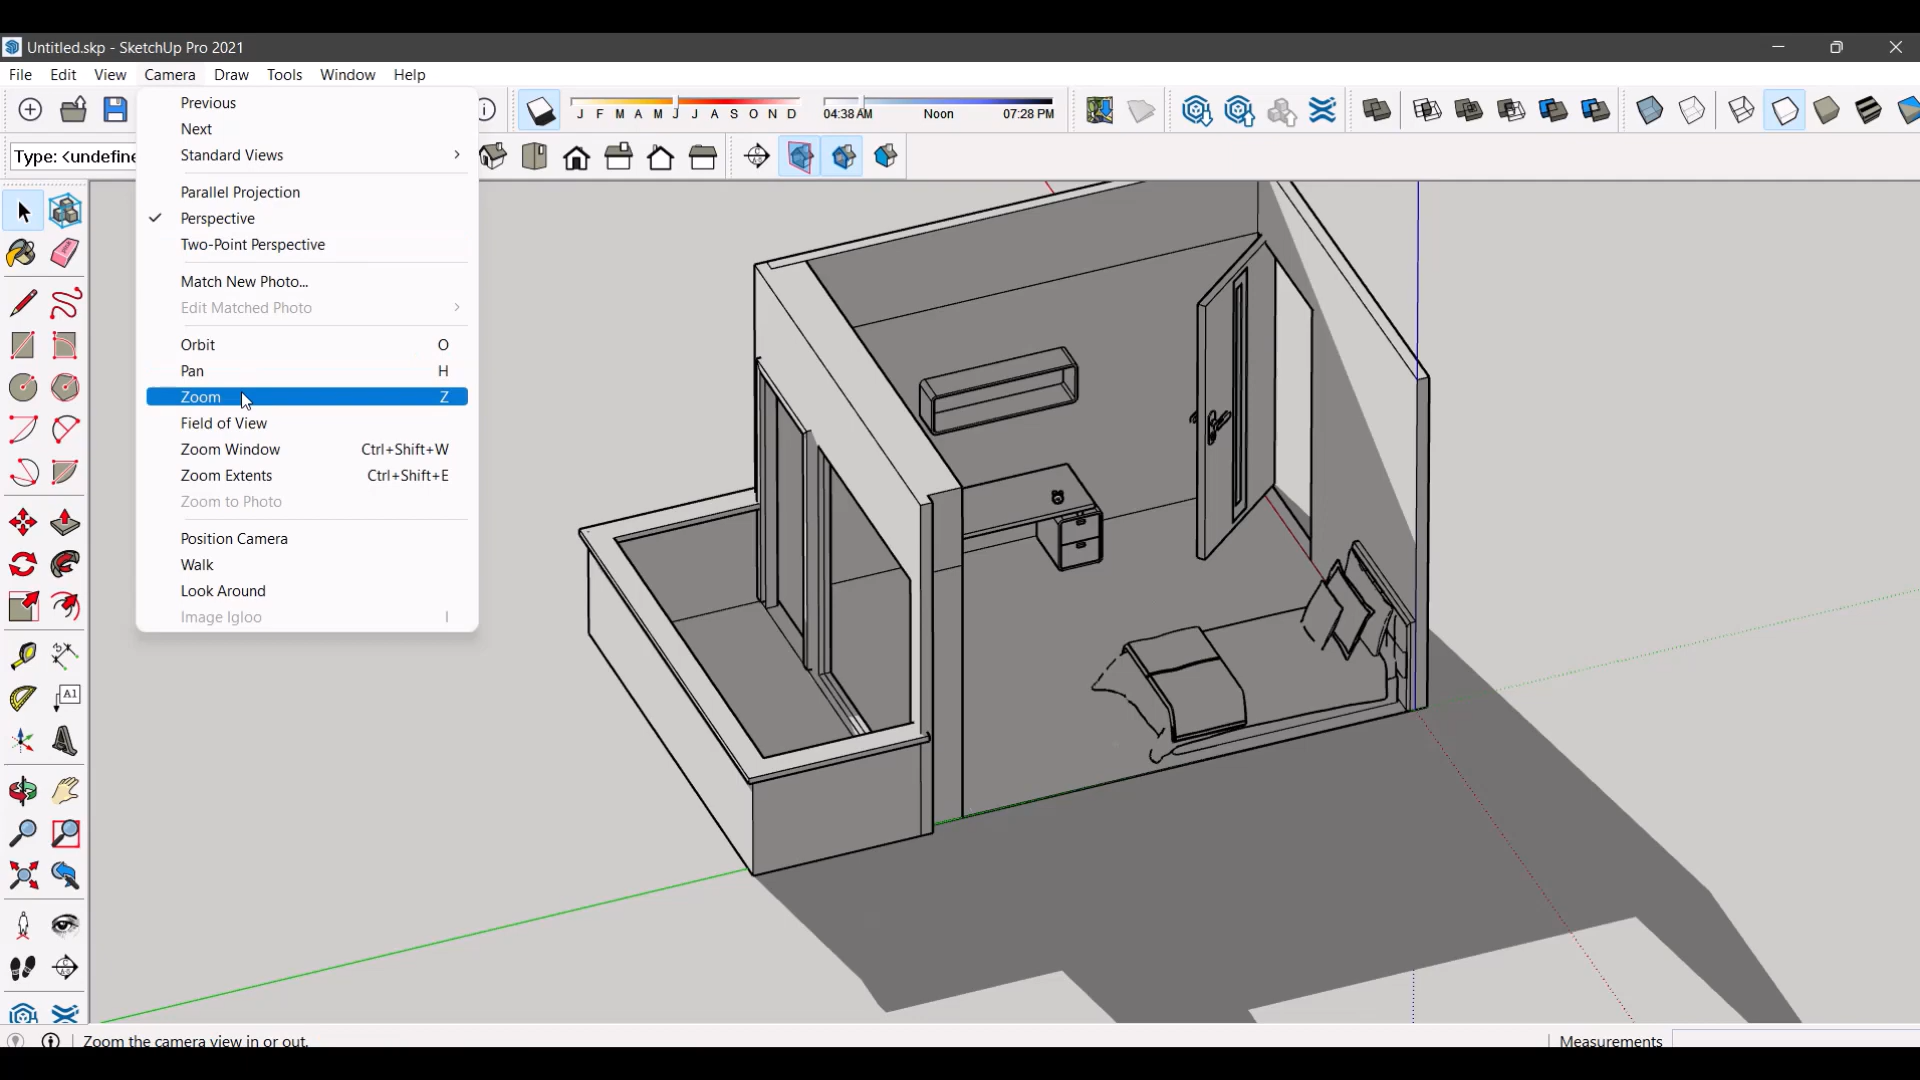 Untitled.skp - SketchUp Pro 2021
File Edit View Camera Draw Tools Window Help
J F M A M J J A S O N D
04:38 AM Noon 07:28 PM
Type: <undefine
Previous
Next
Standard Views
Parallel Projection
Perspective
Two-Point Perspective
Match New Photo...
Edit Matched Photo
Orbit O
Pan H
Zoom Z
Field of View
Zoom Window Ctrl+Shift+W
Zoom Extents Ctrl+Shift+E
Zoom to Photo
Position Camera
Walk
Look Around
Image Igloo I
A1
Zoom the camera view in or out.
Measurements